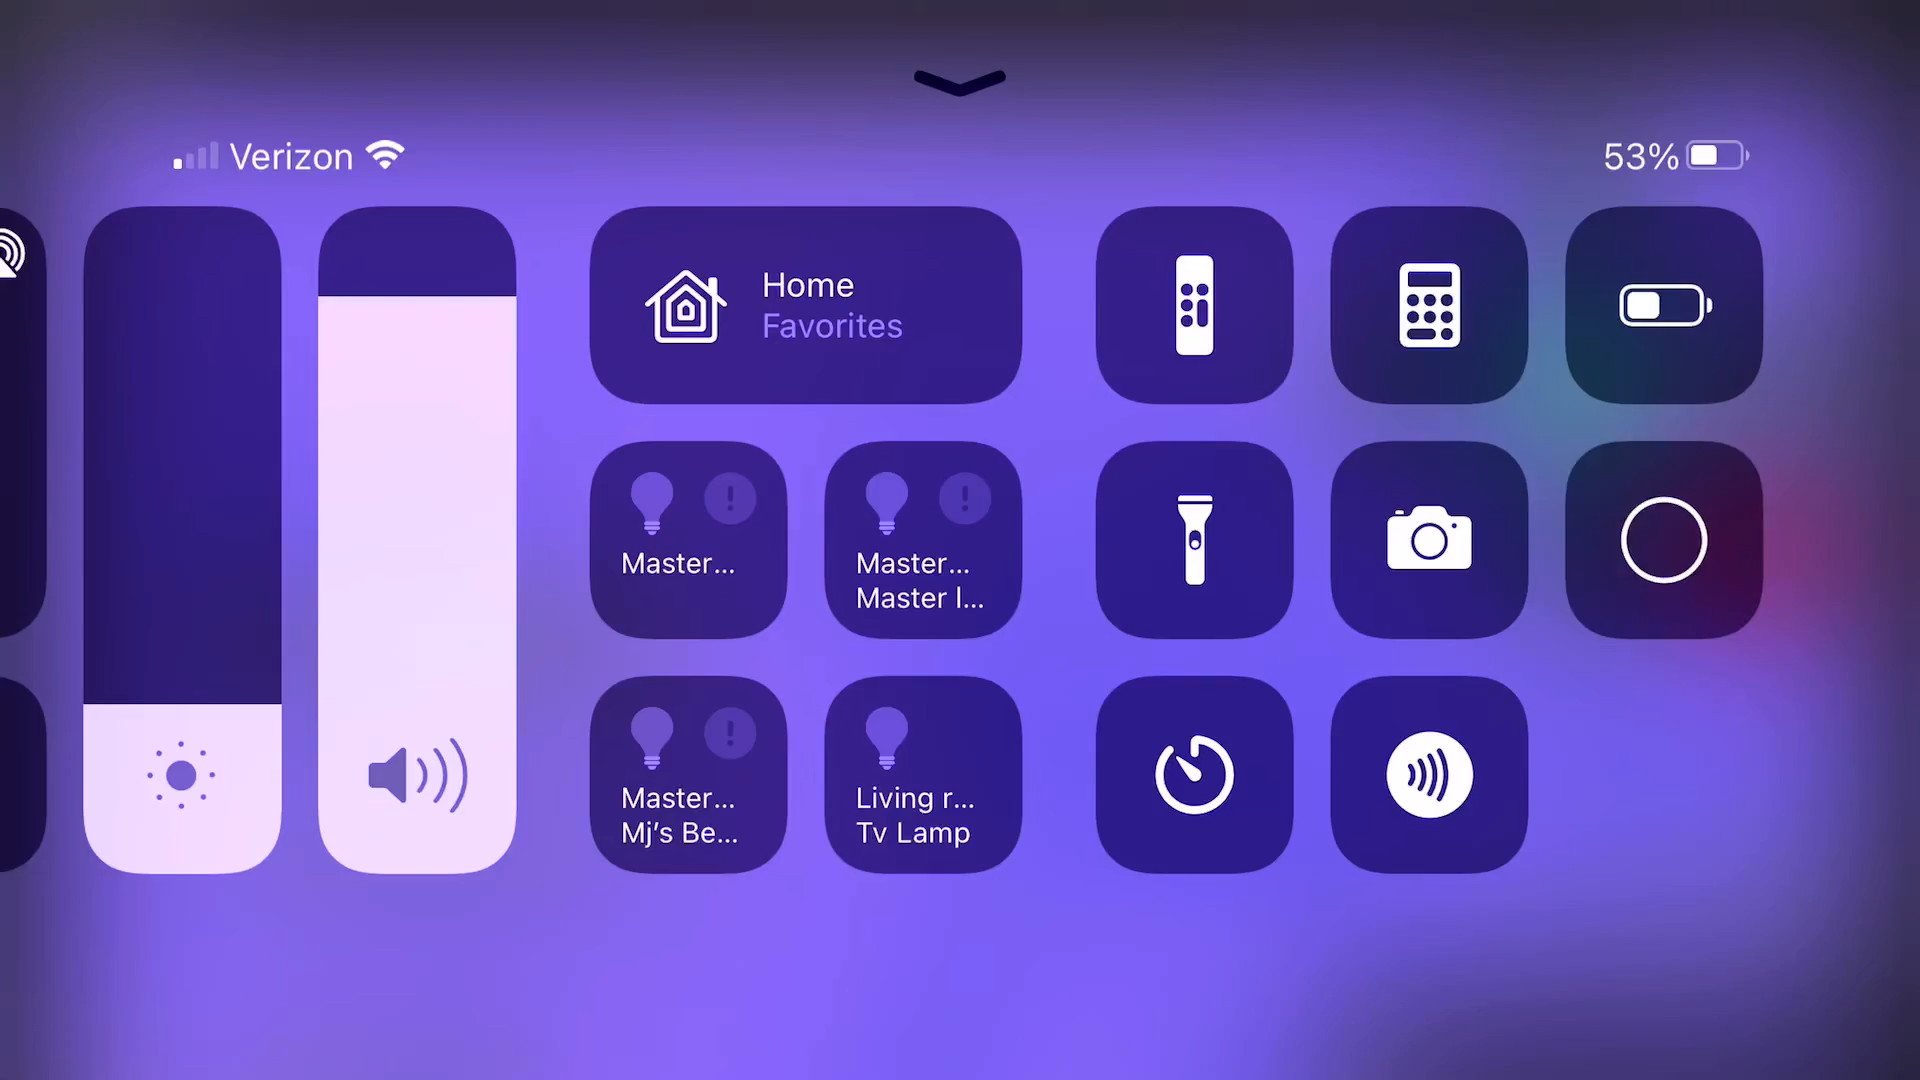 Verizon
53%
Home
Favorites
Master...
Master...
Master l...
Master...
Mj's Be...
Living r...
Tv Lamp